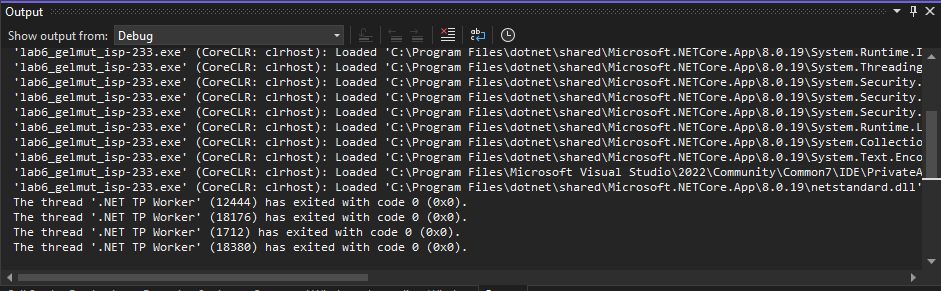 Output
Show output from: Debug
'lab6_gelmut_isp-233.exe' (CoreCLR: clrhost): Loaded 'C:\Program Files\dotnet\shared\Microsoft.NETCore.App\8.0.19\System.Runtime.I
'lab6_gelmut_isp-233.exe' (CoreCLR: clrhost): Loaded 'C:\Program Files\dotnet\shared\Microsoft.NETCore.App\8.0.19\System.Threading
'lab6_gelmut_isp-233.exe' (CoreCLR: clrhost): Loaded 'C:\Program Files\dotnet\shared\Microsoft.NETCore.App\8.0.19\System.Security.
'lab6_gelmut_isp-233.exe' (CoreCLR: clrhost): Loaded 'C:\Program Files\dotnet\shared\Microsoft.NETCore.App\8.0.19\System.Security.
'lab6_gelmut_isp-233.exe' (CoreCLR: clrhost): Loaded 'C:\Program Files\dotnet\shared\Microsoft.NETCore.App\8.0.19\System.Security.
'lab6_gelmut_isp-233.exe' (CoreCLR: clrhost): Loaded 'C:\Program Files\dotnet\shared\Microsoft.NETCore.App\8.0.19\System.Runtime.L
'lab6_gelmut_isp-233.exe' (CoreCLR: clrhost): Loaded 'C:\Program Files\dotnet\shared\Microsoft.NETCore.App\8.0.19\System.Collectio
'lab6_gelmut_isp-233.exe' (CoreCLR: clrhost): Loaded 'C:\Program Files\dotnet\shared\Microsoft.NETCore.App\8.0.19\System.Text.Enco
'lab6_gelmut_isp-233.exe' (CoreCLR: clrhost): Loaded 'C:\Program Files\Microsoft Visual Studio\2022\Community\Common7\IDE\PrivateA
'lab6_gelmut_isp-233.exe' (CoreCLR: clrhost): Loaded 'C:\Program Files\dotnet\shared\Microsoft.NETCore.App\8.0.19\netstandard.dll'
The thread '.NET TP Worker' (12444) has exited with code 0 (0x0).
The thread '.NET TP Worker' (18176) has exited with code 0 (0x0).
The thread '.NET TP Worker' (1712) has exited with code 0 (0x0).
The thread '.NET TP Worker' (18380) has exited with code 0 (0x0).